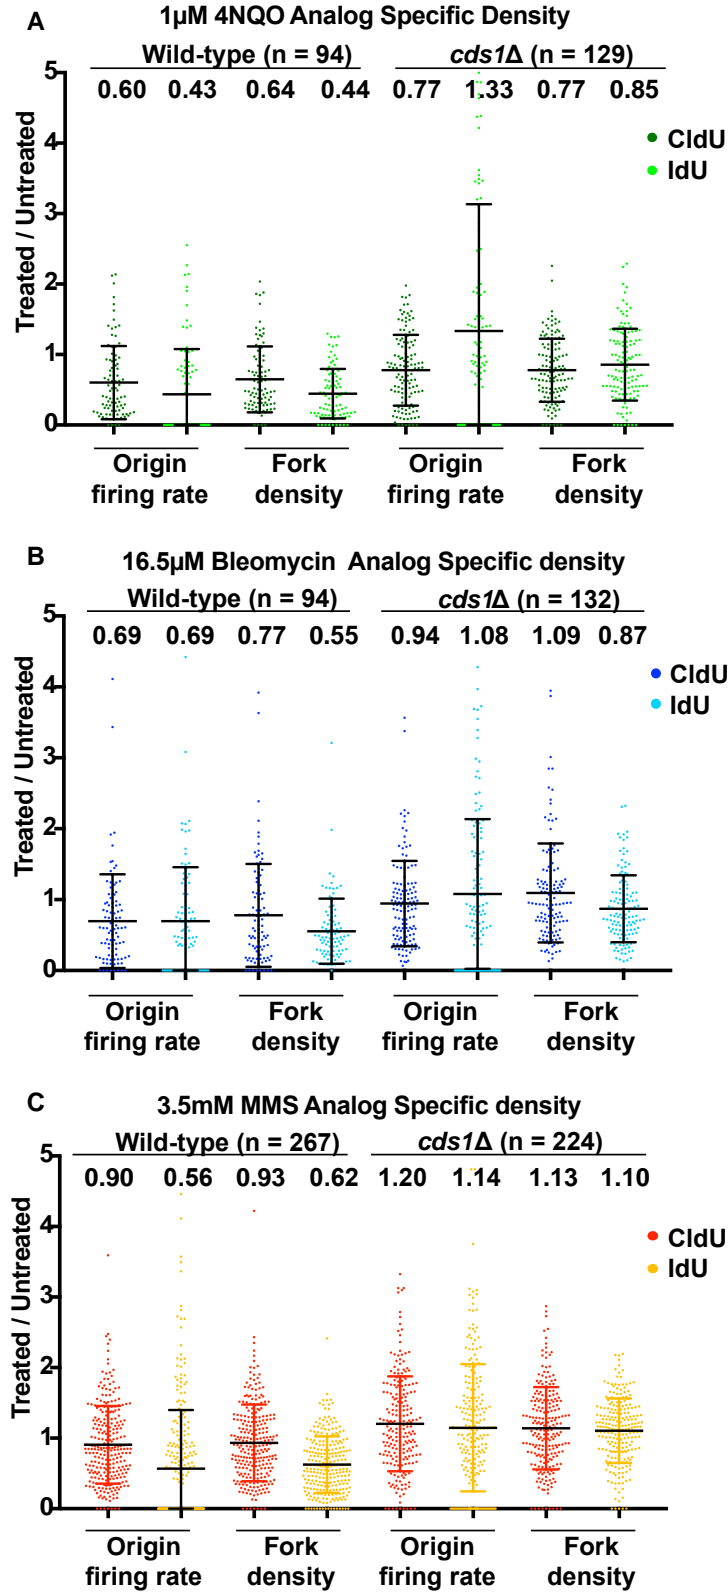 A
1µM 4NQO Analog Specific Density
Wild-type (n = 94) cds1Δ (n = 129)
0.60 0.43 0.64 0.44 0.77 1.33 0.77 0.85
CldU
IdU
Treated / Untreated
5
4
3
2
1
0
Origin firing rate
Fork density
Origin firing rate
Fork density
B
16.5µM Bleomycin Analog Specific density
Wild-type (n = 94) cds1Δ (n = 132)
0.69 0.69 0.77 0.55 0.94 1.08 1.09 0.87
CldU
IdU
Treated / Untreated
5
4
3
2
1
0
Origin firing rate
Fork density
Origin firing rate
Fork density
C
3.5mM MMS Analog Specific density
Wild-type (n = 267) cds1Δ (n = 224)
0.90 0.56 0.93 0.62 1.20 1.14 1.13 1.10
CldU
IdU
Treated / Untreated
5
4
3
2
1
0
Origin firing rate
Fork density
Origin firing rate
Fork density